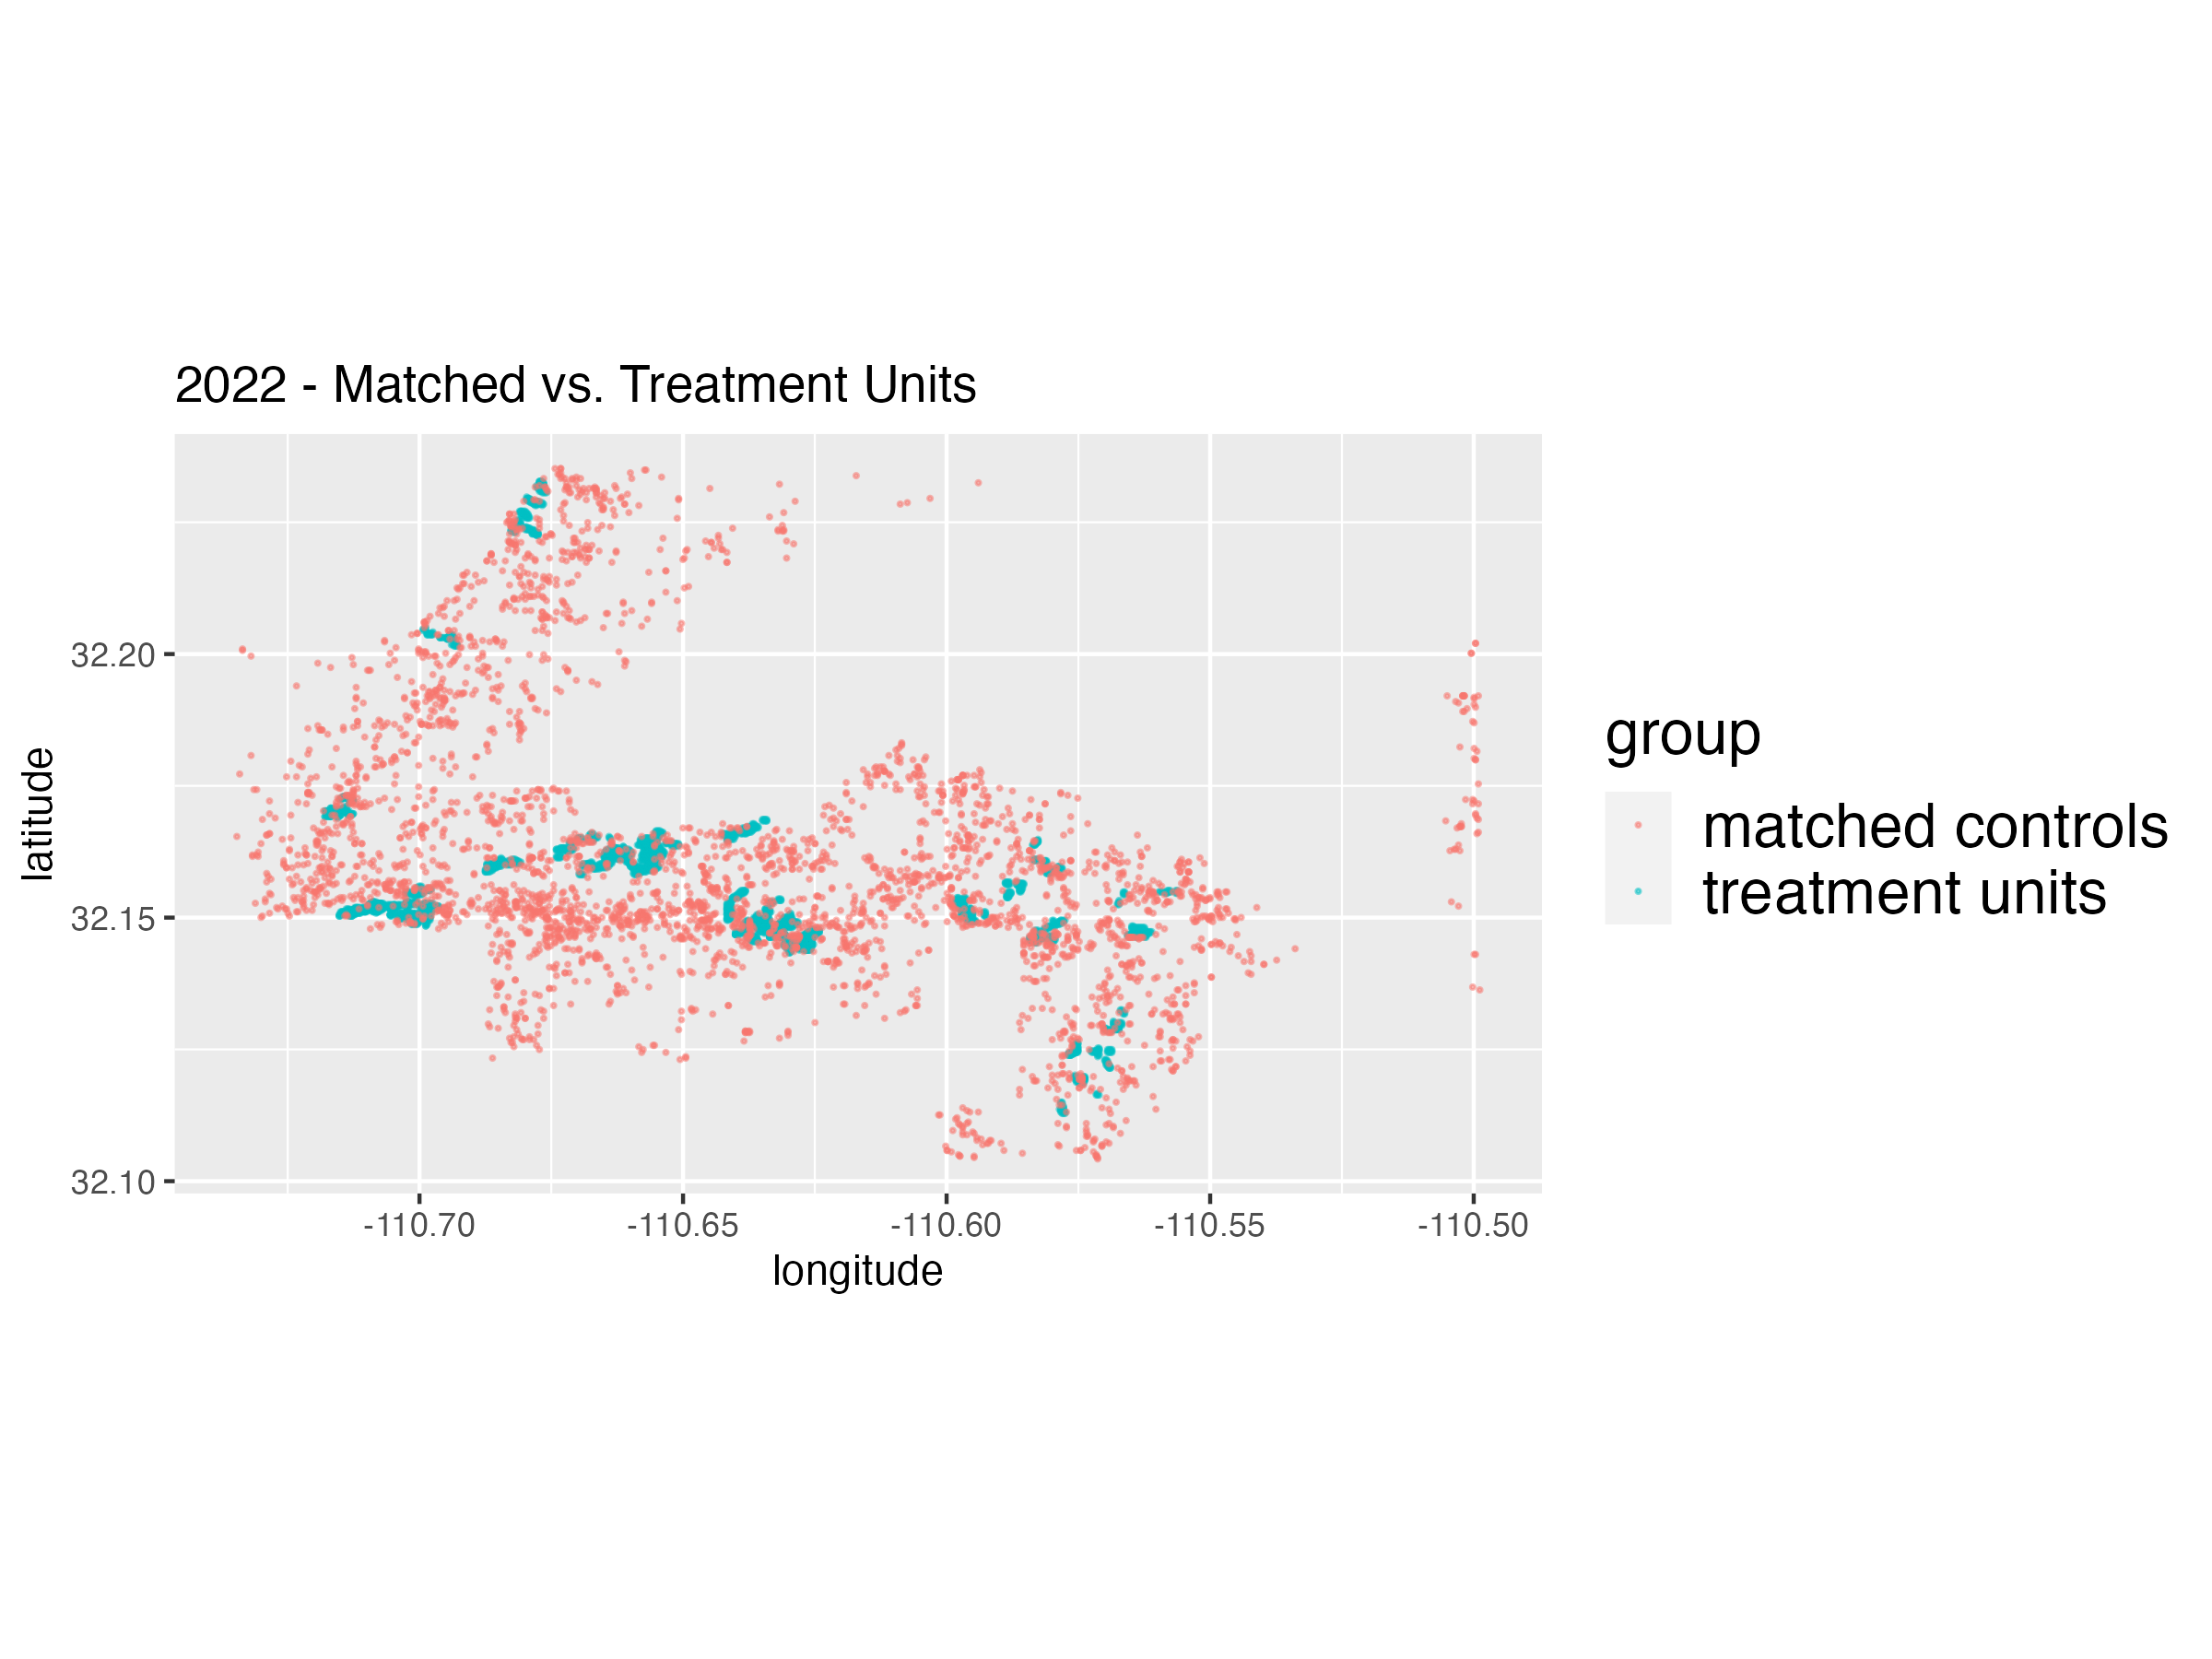 2022 - Matched vs. Treatment Units
latitude
32.20
32.15
32.10
-110.70
-110.65
-110.60
-110.55
-110.50
longitude
group
matched controls
treatment units